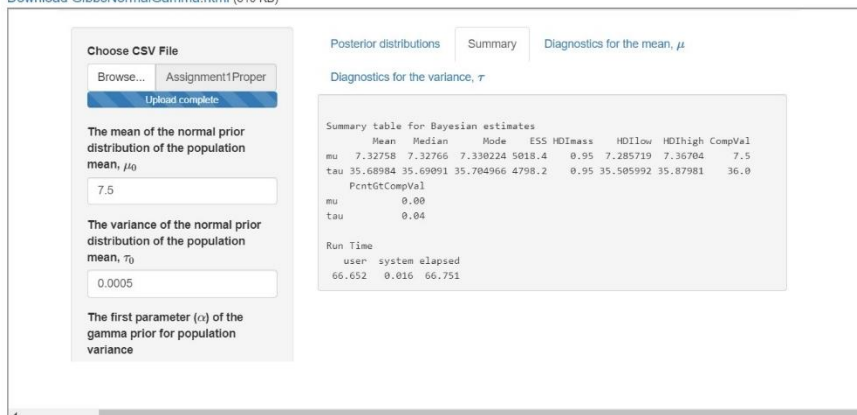 Download GibbsNormalGamma.html
Choose CSV File
Browse... Assignment1Proper
Upload complete
The mean of the normal prior
distribution of the population
mean, μ₀
7.5
The variance of the normal prior
distribution of the population
mean, τ₀
0.0005
The first parameter (α) of the
gamma prior for population
variance
Posterior distributions Summary Diagnostics for the mean, μ
Diagnostics for the variance, τ
Summary table for Bayesian estimates
Mean Median Mode ESS HDImass HDIlow HDIhigh CompVal
mu 7.32758 7.32766 7.330224 5018.4 0.95 7.285719 7.36704 7.5
tau 35.68984 35.69091 35.704966 4798.2 0.95 35.505992 35.87981 36.0
PcntGtCompVal
mu 0.00
tau 0.04
Run Time
user system elapsed
66.652 0.016 66.751